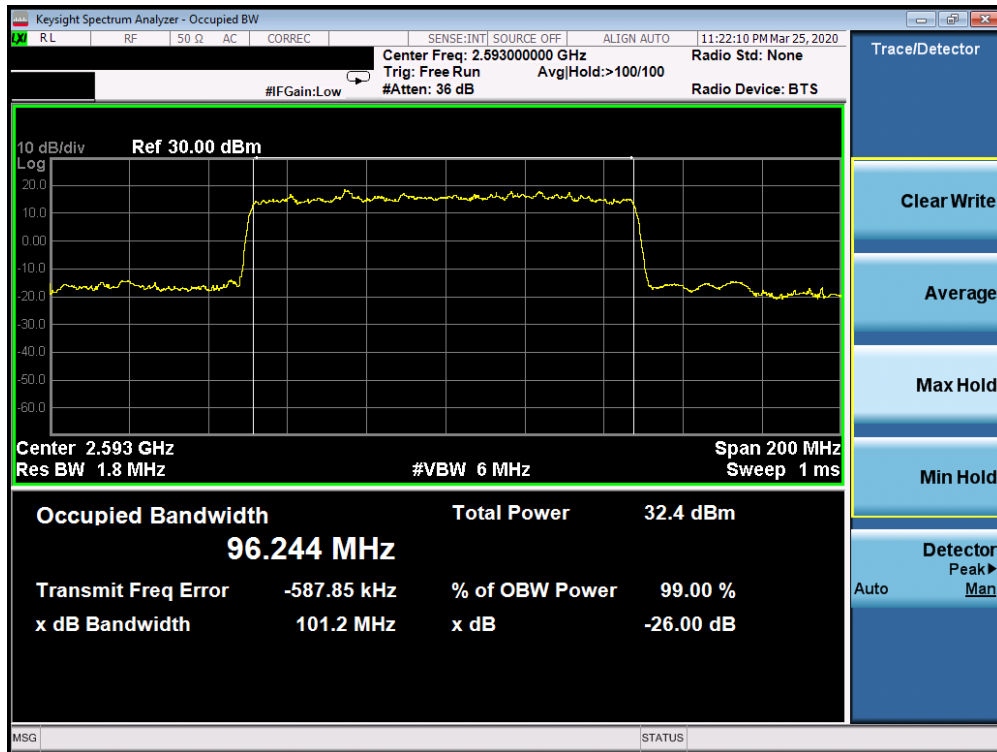 Keysight Spectrum Analyzer - Occupied BW
LXI RL RF 50 Ω AC CORREC SENSE:INT SOURCE OFF ALIGN AUTO 11:22:10 PM Mar 25, 2020
Center Freq: 2.593000000 GHz Radio Std: None
Trig: Free Run Avg|Hold:>100/100
#IFGain:Low #Atten: 36 dB Radio Device: BTS
10 dB/div Ref 30.00 dBm
Log
20.0
10.0
0.00
-10.0
-20.0
-30.0
-40.0
-50.0
-60.0
Center 2.593 GHz Span 200 MHz
Res BW 1.8 MHz #VBW 6 MHz Sweep 1 ms
Occupied Bandwidth Total Power 32.4 dBm
96.244 MHz
Transmit Freq Error -587.85 kHz % of OBW Power 99.00 %
x dB Bandwidth 101.2 MHz x dB -26.00 dB
MSG STATUS
Trace/Detector
Clear Write
Average
Max Hold
Min Hold
Detector
Peak▶
Auto Man